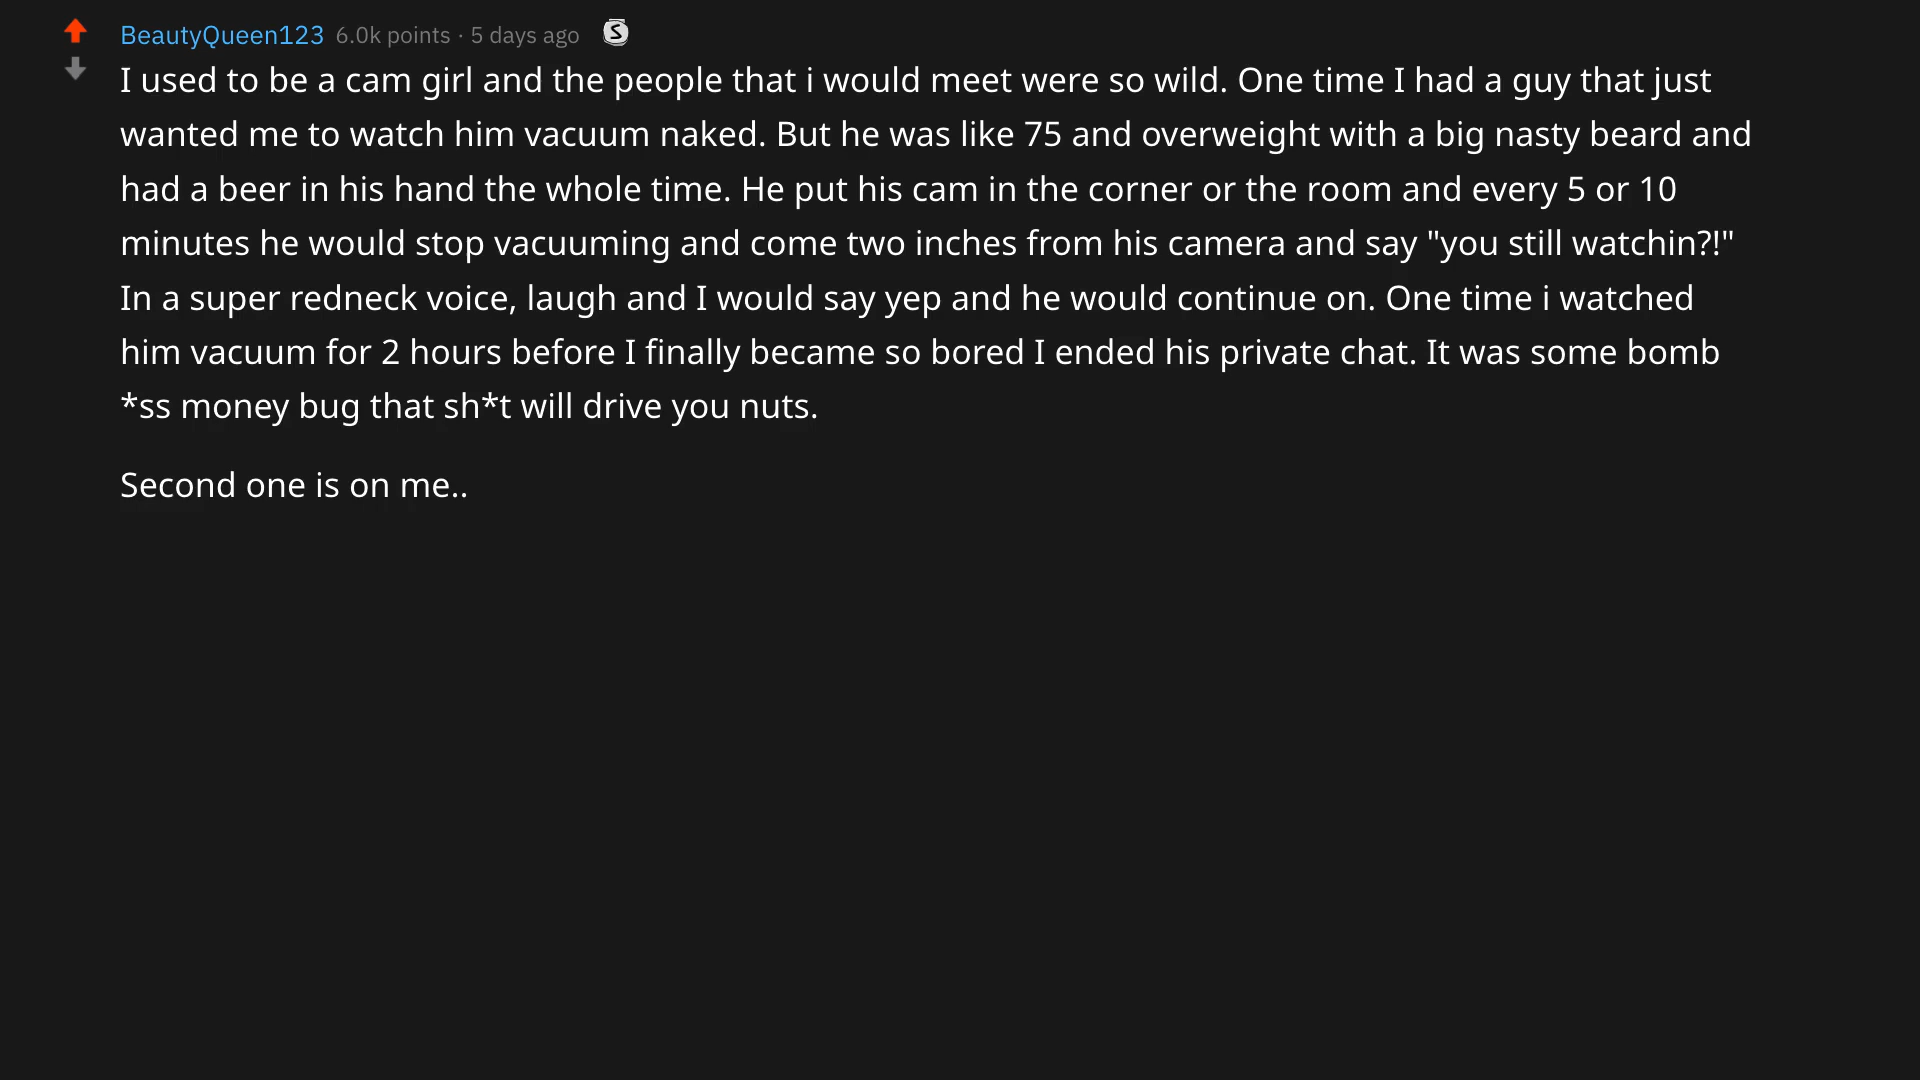 BeautyQueen123 6.0k points · 5 days ago S
I used to be a cam girl and the people that i would meet were so wild. One time I had a guy that just
wanted me to watch him vacuum naked. But he was like 75 and overweight with a big nasty beard and
had a beer in his hand the whole time. He put his cam in the corner or the room and every 5 or 10
minutes he would stop vacuuming and come two inches from his camera and say "you still watchin?!"
In a super redneck voice, laugh and I would say yep and he would continue on. One time i watched
him vacuum for 2 hours before I finally became so bored I ended his private chat. It was some bomb
*ss money bug that sh*t will drive you nuts.
Second one is on me..